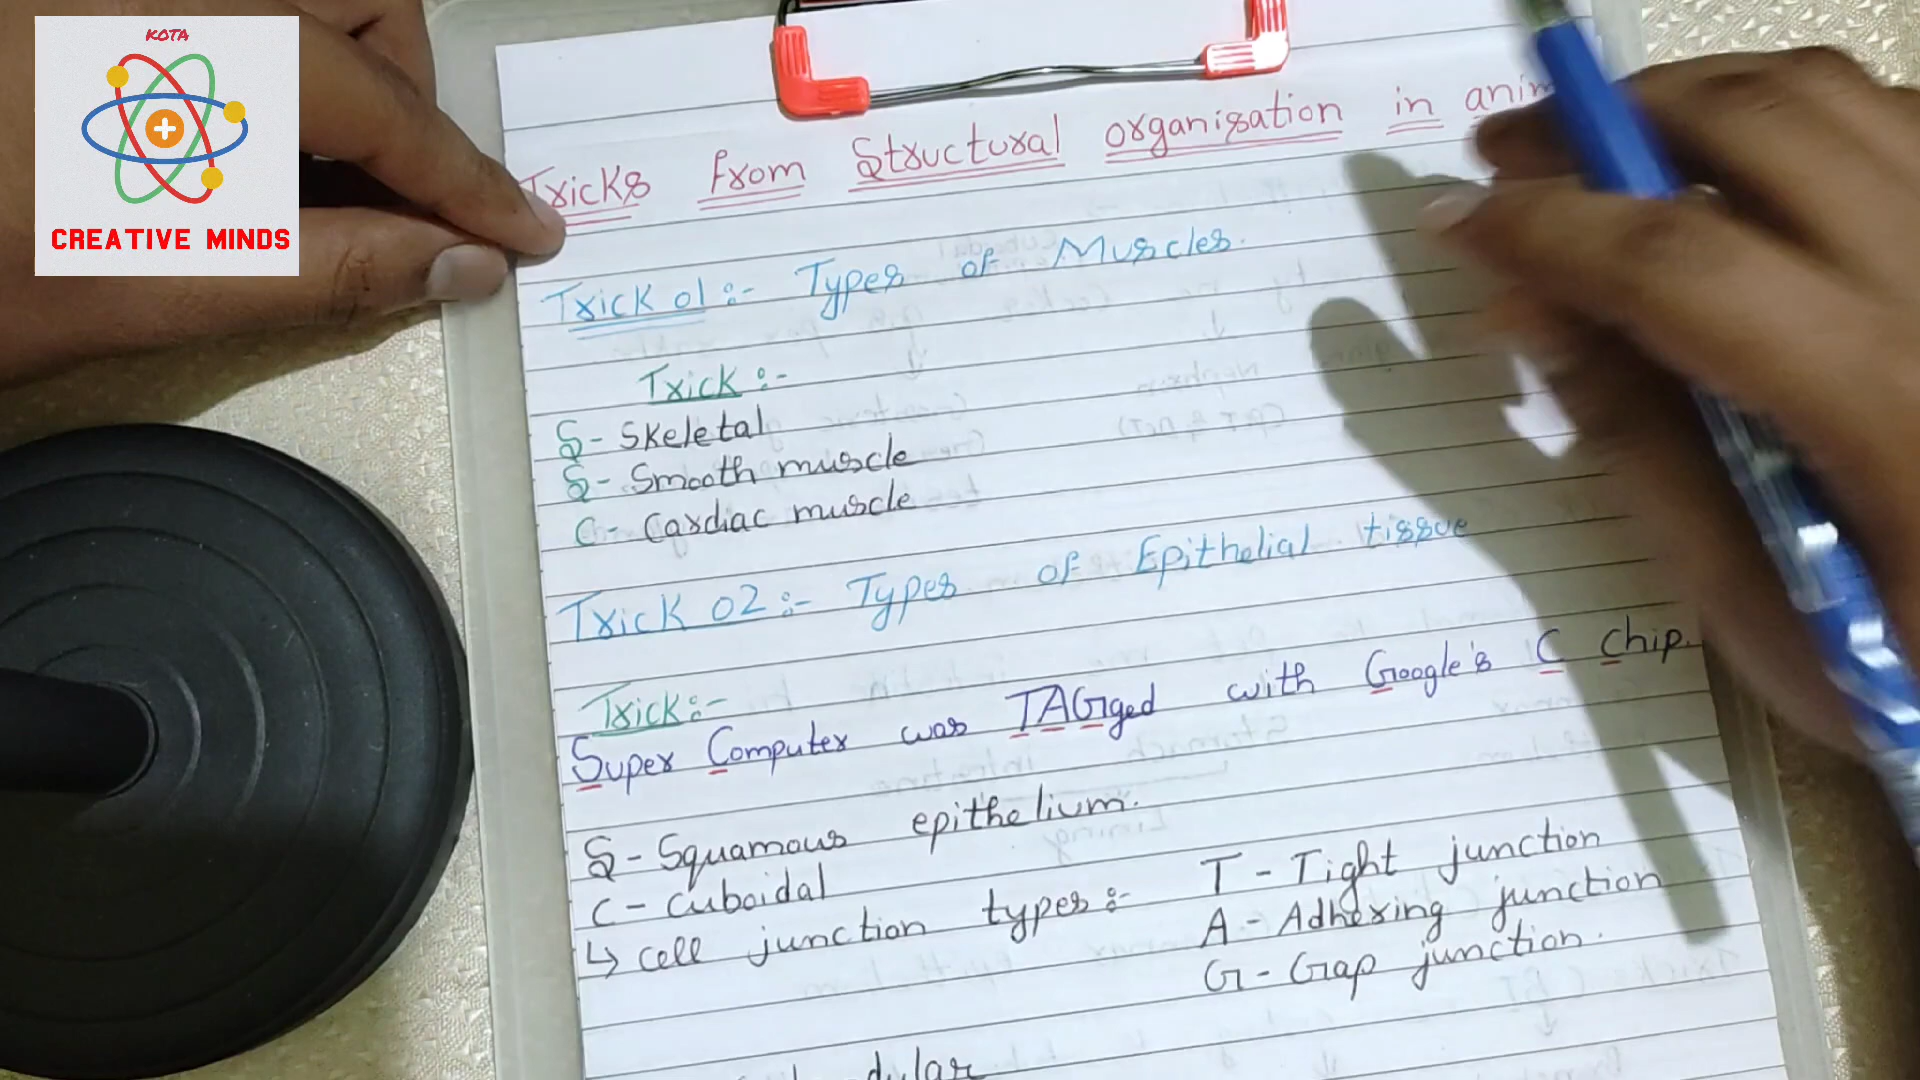 KOTA
CREATIVE MINDS
Tricks from Structural organisation in anim
Trick 01:- Types of Muscles.
Trick:-
S- Skeletal
S- Smooth muscle
C- Cardiac muscle
Trick 02:- Types of Epithelial tissue
Trick:-
Super Computer was TAGged with Google's C Chip.
S- Squamous epithelium.
C- Cuboidal
↳ cell junction types:-
T- Tight junction
A- Adhering junction
G- Gap junction.